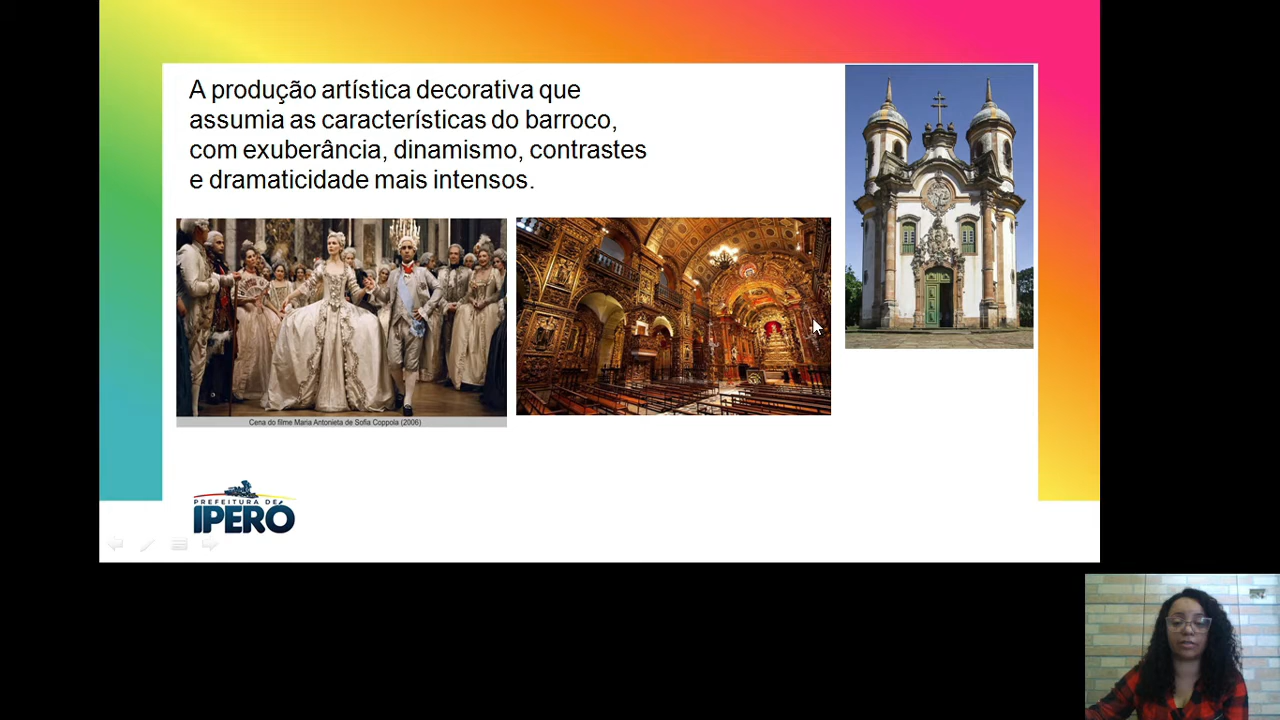 A produção artística decorativa que
assumia as características do barroco,
com exuberância, dinamismo, contrastes
e dramaticidade mais intensos.
Cena do filme Maria Antonieta de Sofia Coppola (2006)
PREFEITURA DE
IPERÓ